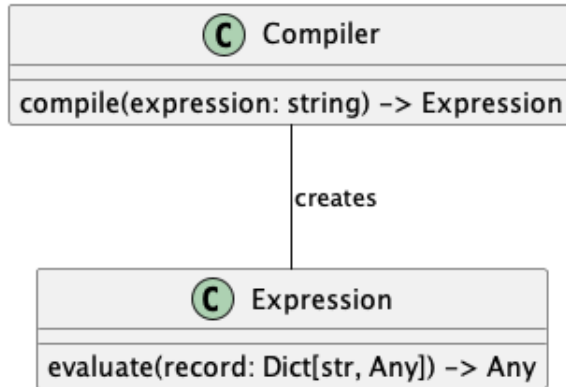 C Compiler
compile(expression: string) -> Expression
creates
C Expression
evaluate(record: Dict[str, Any]) -> Any